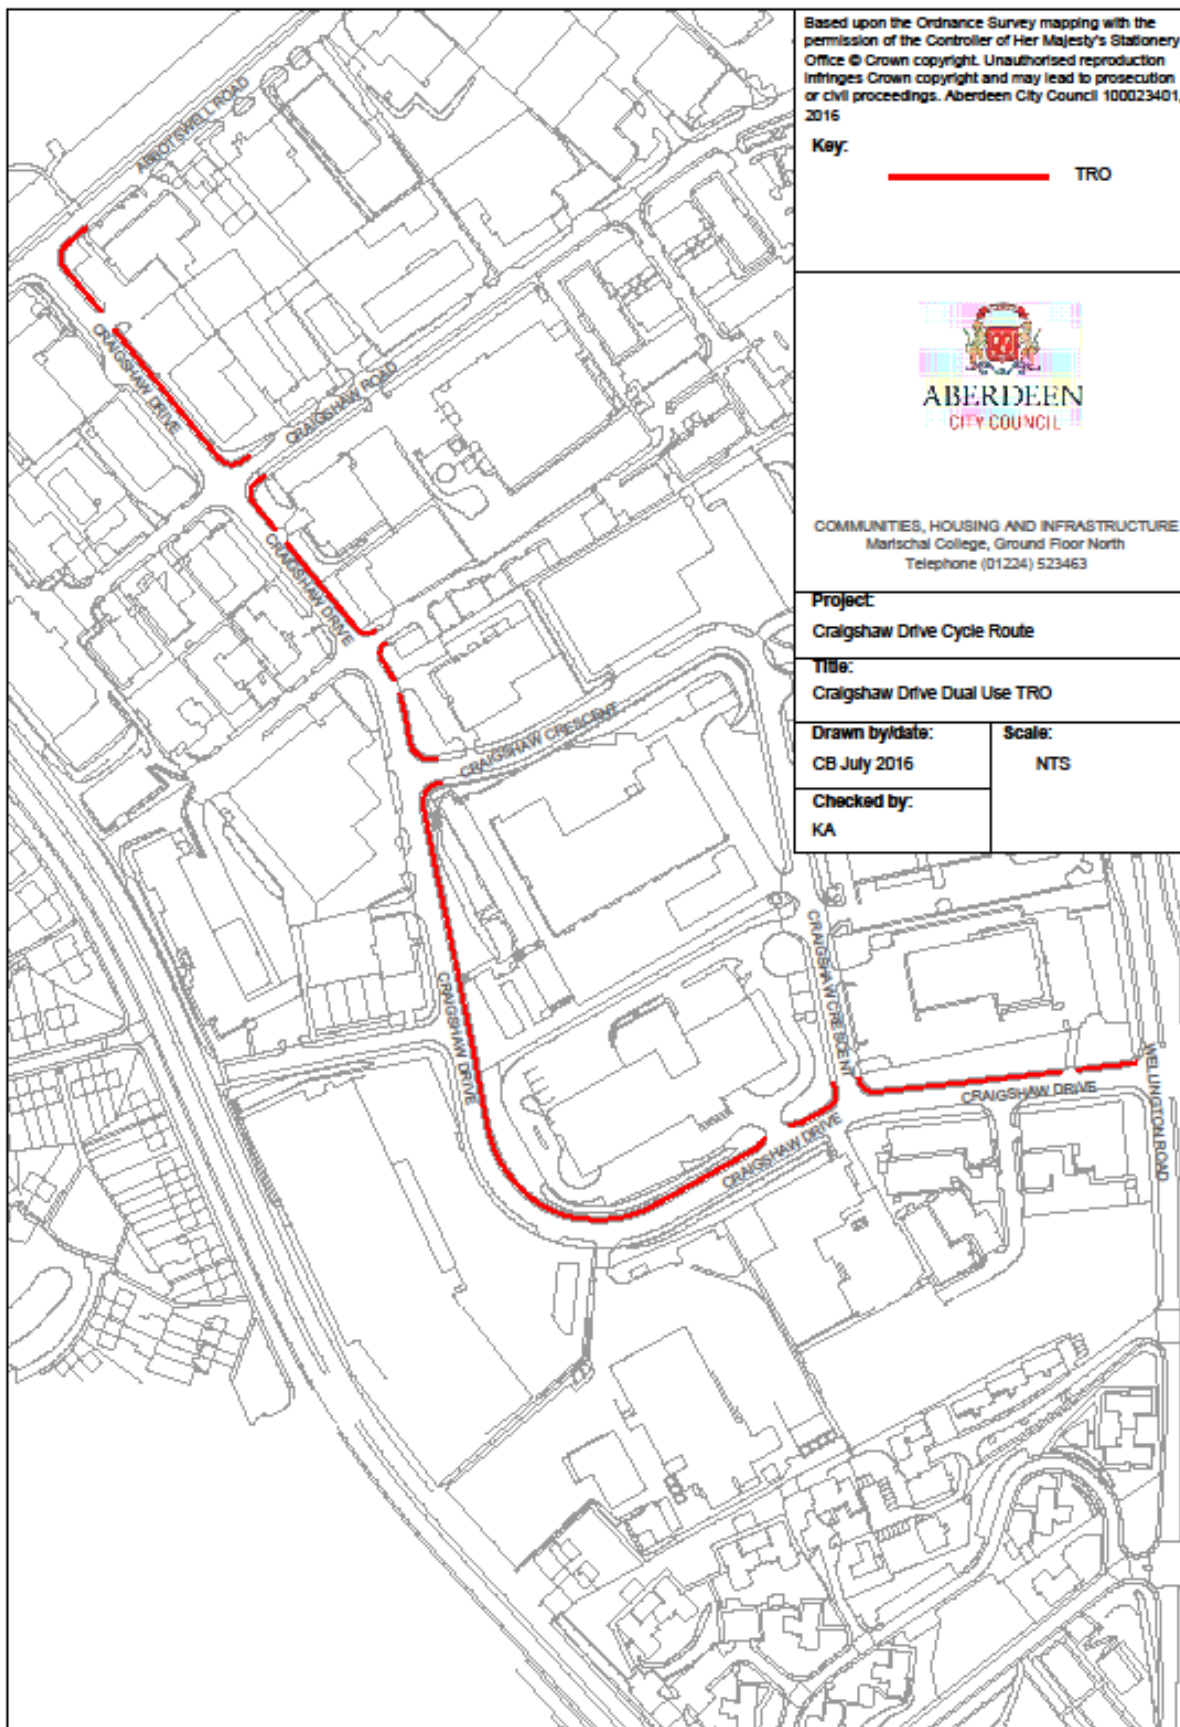 Based upon the Ordnance Survey mapping with the
permission of the Controller of Her Majesty's Stationery
Office © Crown copyright. Unauthorised reproduction
infringes Crown copyright and may lead to prosecution
or civil proceedings. Aberdeen City Council 100023401,
2016
Key:
TRO
ABERDEEN
CITY COUNCIL
COMMUNITIES, HOUSING AND INFRASTRUCTURE
Marischal College, Ground Floor North
Telephone (01224) 523463
Project:
Craigshaw Drive Cycle Route
Title:
Craigshaw Drive Dual Use TRO
Drawn by/date:
CB July 2016
Scale:
NTS
Checked by:
KA
ABBOTSWELL ROAD
CRAIGSHAW DRIVE
CRAIGSHAW ROAD
CRAIGSHAW DRIVE
CRAIGSHAW CRESCENT
CRAIGSHAW DRIVE
CRAIGSHAW CRESCENT
CRAIGSHAW DRIVE
CRAIGSHAW DRIVE
WELLINGTON ROAD